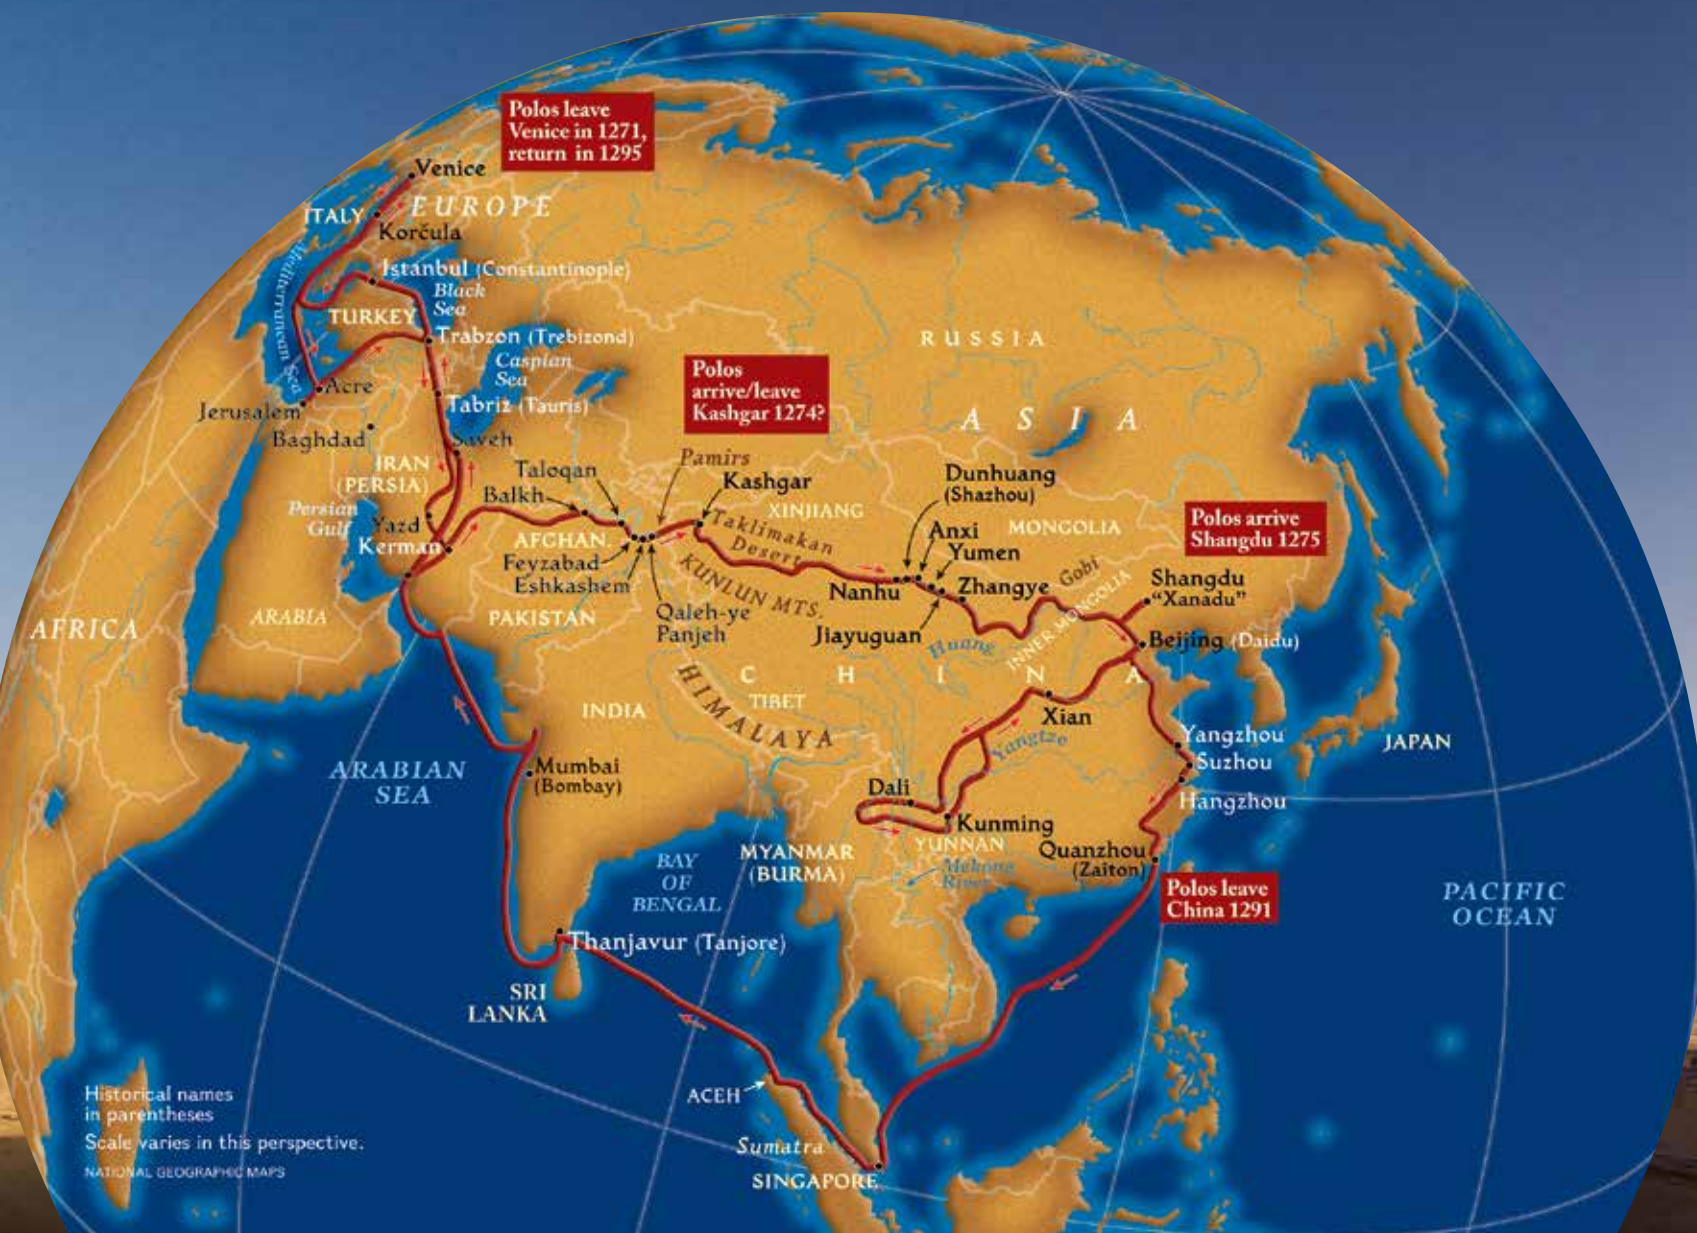 Polos leave
Venice in 1271,
return in 1295
Venice
EUROPE
ITALY
Korčula
Istanbul (Constantinople)
Black
Sea
Mediterranean Sea
TURKEY
Trabzon (Trebizond)
Caspian
Sea
Acre
Tabriz (Tauris)
Jerusalem
Baghdad
Saveh
IRAN
(PERSIA)
Persian
Gulf
Yazd
Kerman
RUSSIA
ASIA
Polos
arrive/leave
Kashgar 1274?
Taloqan
Balkh
Pamirs
Kashgar
XINJIANG
Taklimakan
Desert
AFGHAN.
Feyzabad
Eshkashem
Qaleh-ye
Panjeh
KUNLUN MTS.
PAKISTAN
Dunhuang
(Shazhou)
Anxi
Yumen
MONGOLIA
Nanhu
Zhangye
Gobi
Jiayuguan
INNER MONGOLIA
Huang
Polos arrive
Shangdu 1275
Shangdu
"Xanadu"
Beijing (Daidu)
AFRICA
ARABIA
CHINA
TIBET
HIMALAYA
INDIA
Xian
Yangtze
Yangzhou
Suzhou
Hangzhou
JAPAN
ARABIAN
SEA
Mumbai
(Bombay)
Dali
Kunming
YUNNAN
Quanzhou
(Zaiton)
MYANMAR
(BURMA)
Mekong
River
BAY
OF
BENGAL
Polos leave
China 1291
PACIFIC
OCEAN
Thanjavur (Tanjore)
SRI
LANKA
ACEH
Sumatra
SINGAPORE
Historical names
in parentheses
Scale varies in this perspective.
NATIONAL GEOGRAPHIC MAPS